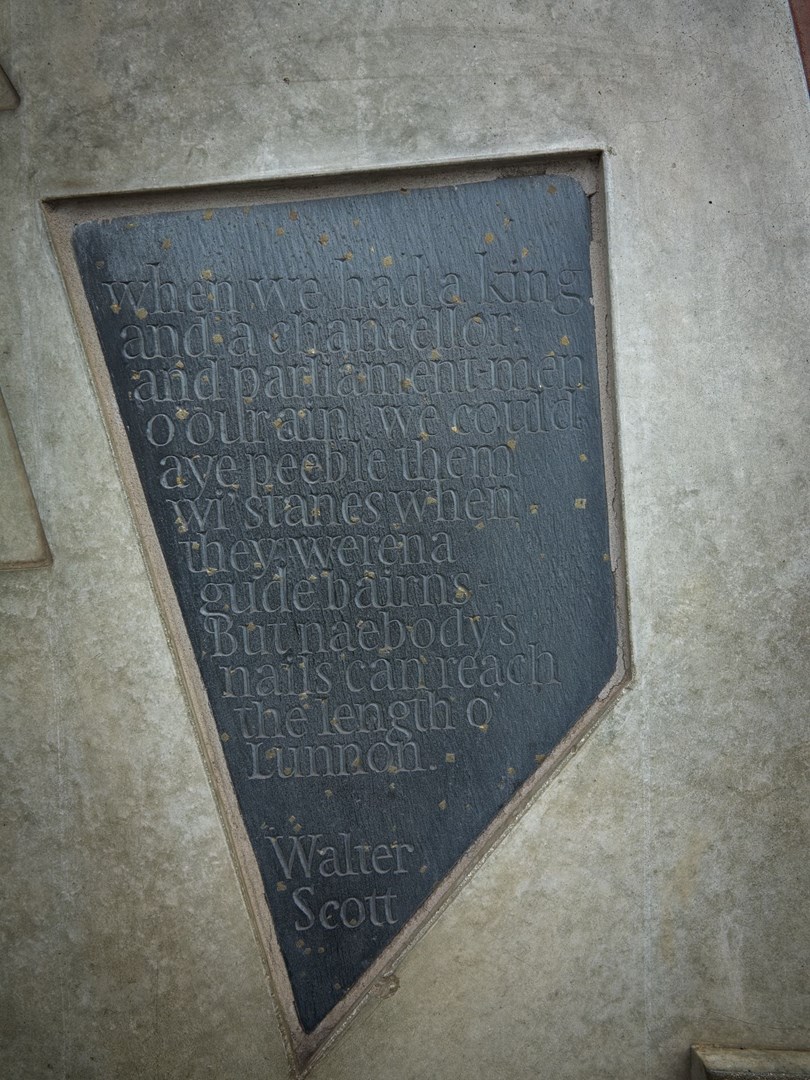 when we had a king
and a chancellor,
and parliament-men
o' our ain, we could
aye peeble them
wi' stanes when
they werena
gude bairns -
But naebody's
nails can reach
the length o'
Lunnon.
Walter
Scott